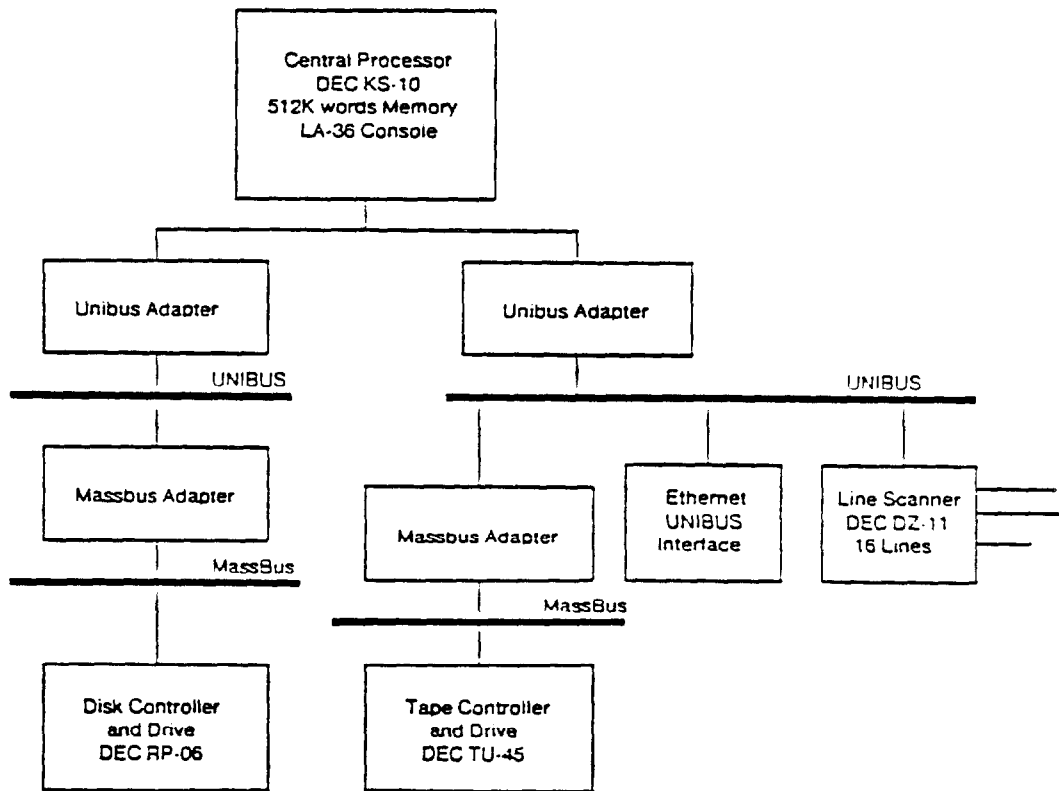 Central Processor
DEC KS-10
512K words Memory
LA-36 Console
Unibus Adapter
Unibus Adapter
UNIBUS
UNIBUS
Massbus Adapter
Massbus Adapter
Ethernet
UNIBUS
Interface
Line Scanner
DEC DZ-11
16 Lines
MassBus
MassBus
Disk Controller
and Drive
DEC RP-06
Tape Controller
and Drive
DEC TU-45